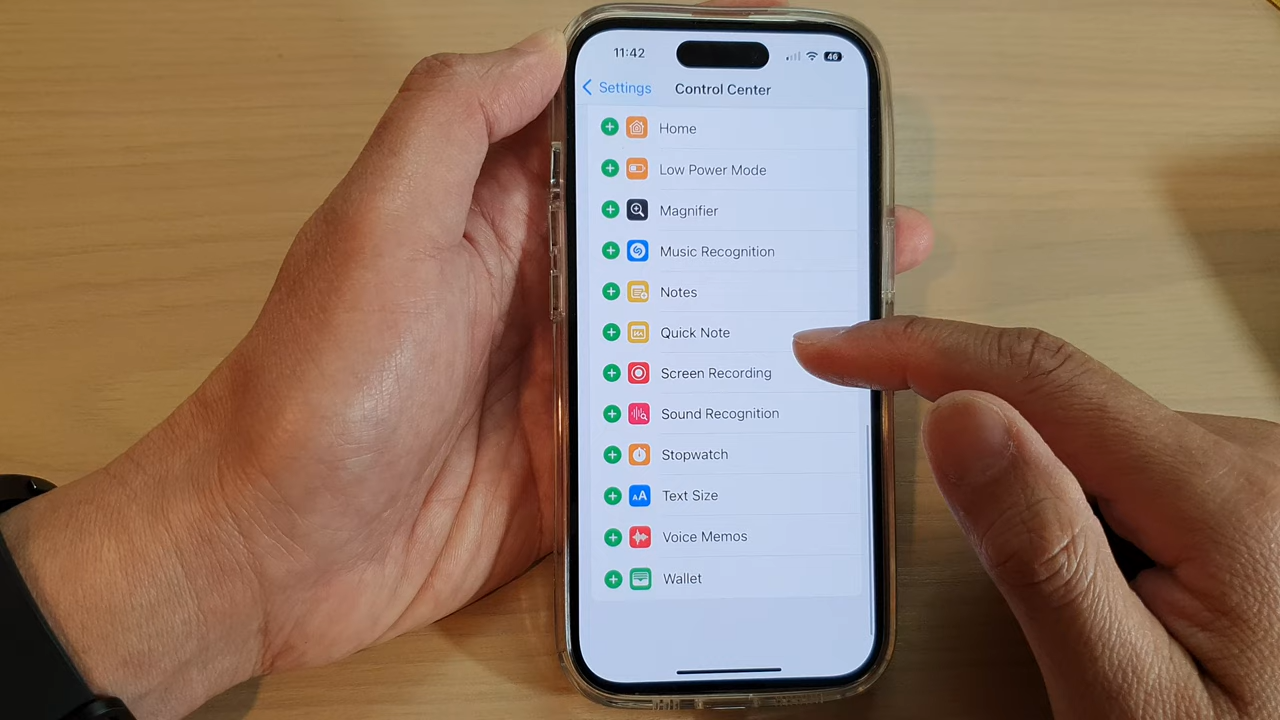 11:42
46
Settings
Control Center
Home
Low Power Mode
Magnifier
Music Recognition
Notes
Quick Note
Screen Recording
Sound Recognition
Stopwatch
AA
Text Size
Voice Memos
Wallet